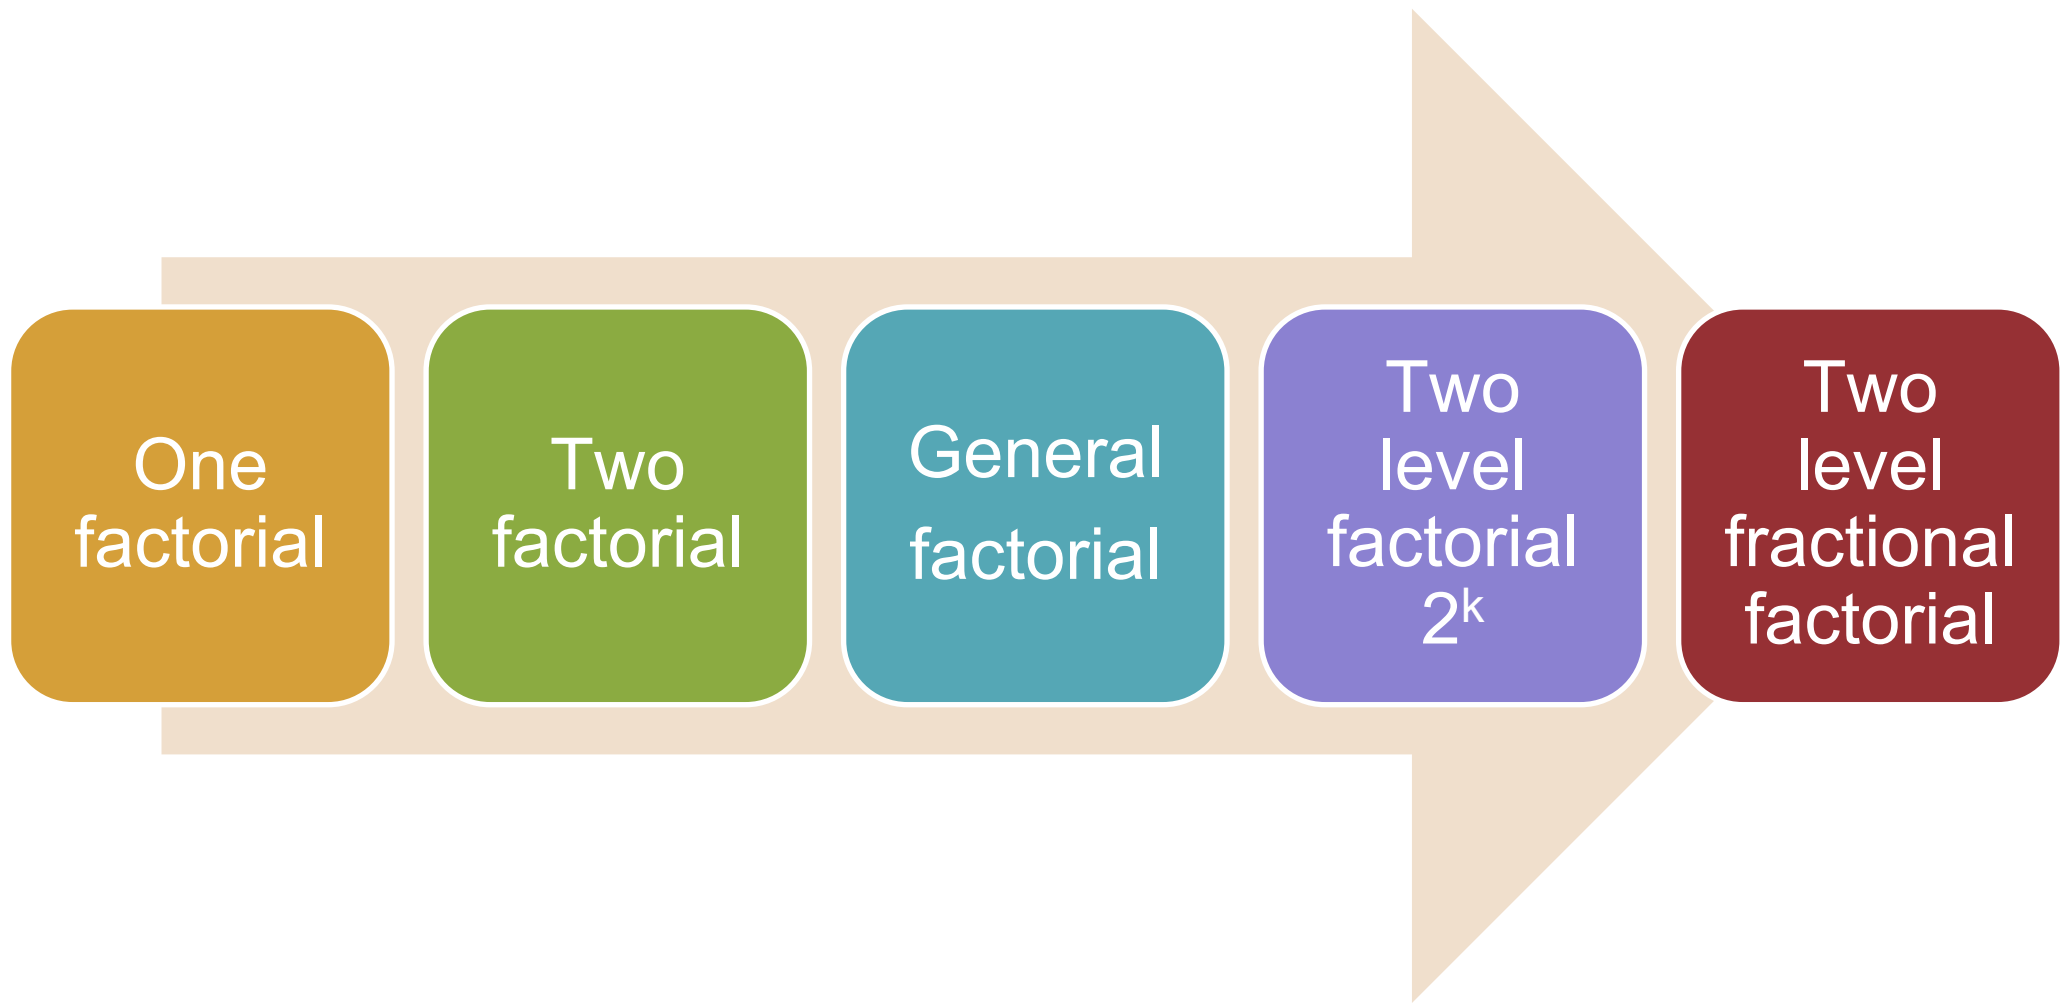 One
factorial
Two
factorial
General
factorial
Two
level
factorial
2ᵏ
Two
level
fractional
factorial